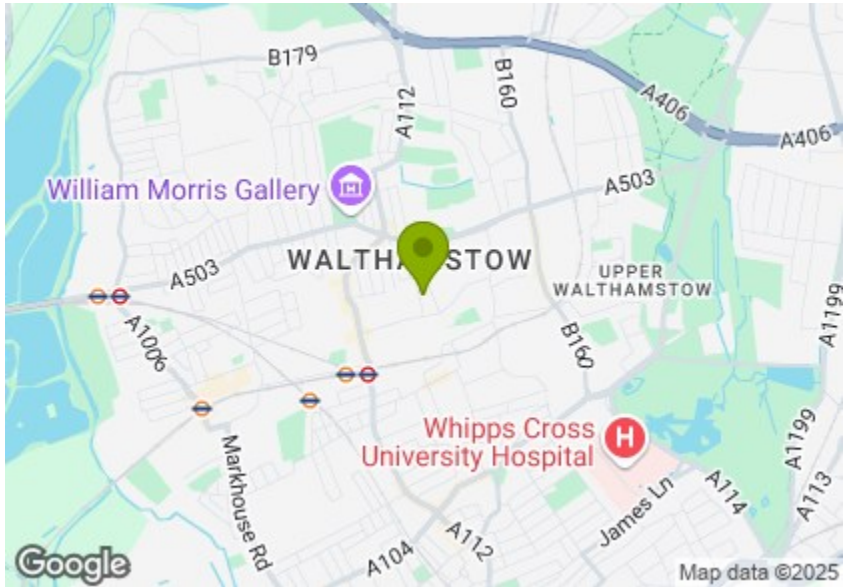 B179
A112
B160
A406
A406
William Morris Gallery
A503
A503
WALTHAMSTOW
UPPER
WALTHAMSTOW
A1006
B160
A1199
Whipps Cross
University Hospital
H
Markhouse Rd
A1199
James Ln
A114
A113
A112
A104
Google
Map data ©2025